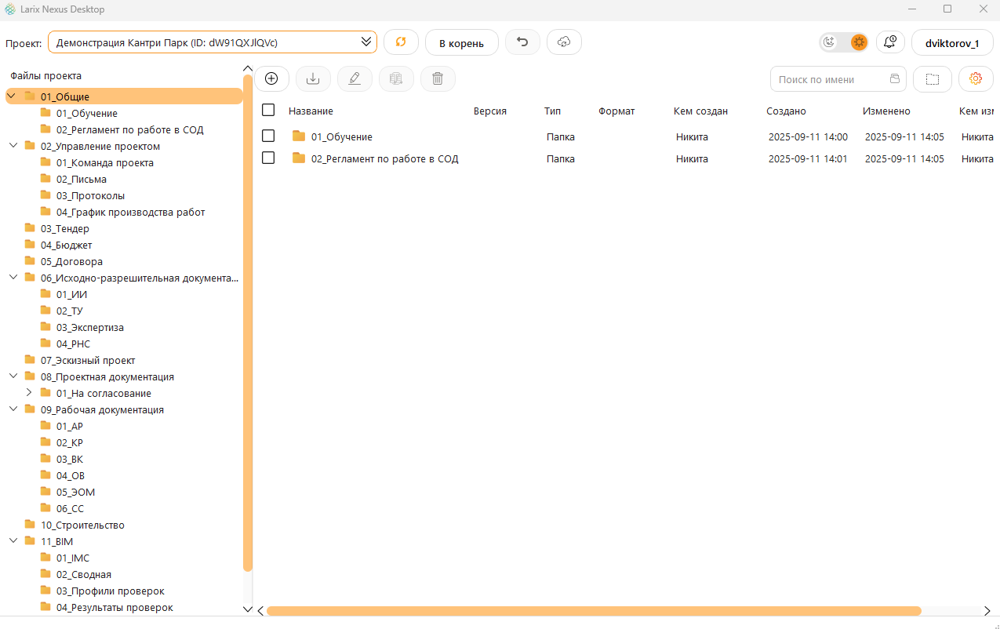 Larix Nexus Desktop
Проект: Демонстрация Кантри Парк (ID: dW91QXJlQVc) В корень dviktorov_1
Файлы проекта
Поиск по имени
01_Общие
01_Обучение
02_Регламент по работе в СОД
02_Управление проектом
01_Команда проекта
02_Письма
03_Протоколы
04_График производства работ
03_Тендер
04_Бюджет
05_Договора
06_Исходно-разрешительная документа...
01_ИИ
02_ТУ
03_Экспертиза
04_РНС
07_Эскизный проект
08_Проектная документация
01_На согласование
09_Рабочая документация
01_АР
02_КР
03_ВК
04_ОВ
05_ЭОМ
06_СС
10_Строительство
11_BIM
01_IMC
02_Сводная
03_Профили проверок
04_Результаты проверок
Название Версия Тип Формат Кем создан Создано Изменено Кем изм
01_Обучение Папка Никита 2025-09-11 14:00 2025-09-11 14:05 Никита
02_Регламент по работе в СОД Папка Никита 2025-09-11 14:01 2025-09-11 14:05 Никита